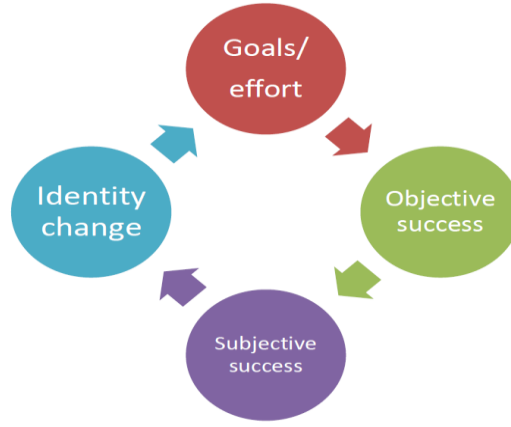 Goals/
effort
Objective
success
Subjective
success
Identity
change